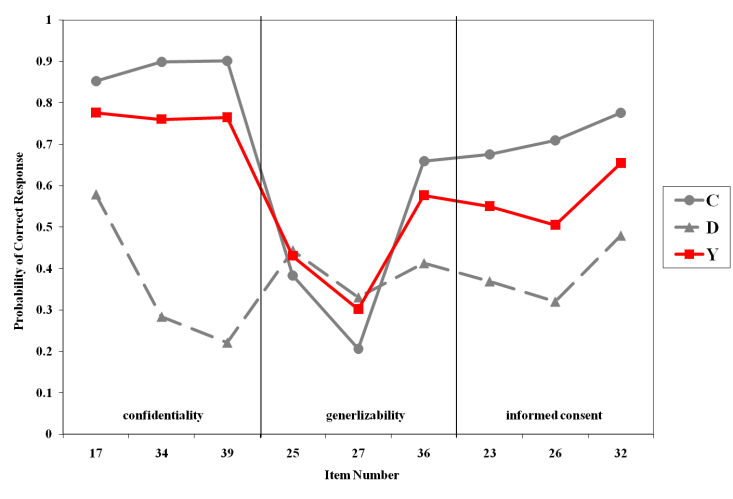 1
0.9
0.8
0.7
0.6
0.5
0.4
0.3
0.2
0.1
0
Probability of Correct Response
confidentiality
generlizability
informed consent
17 34 39 25 27 36 23 26 32
Item Number
C
D
Y